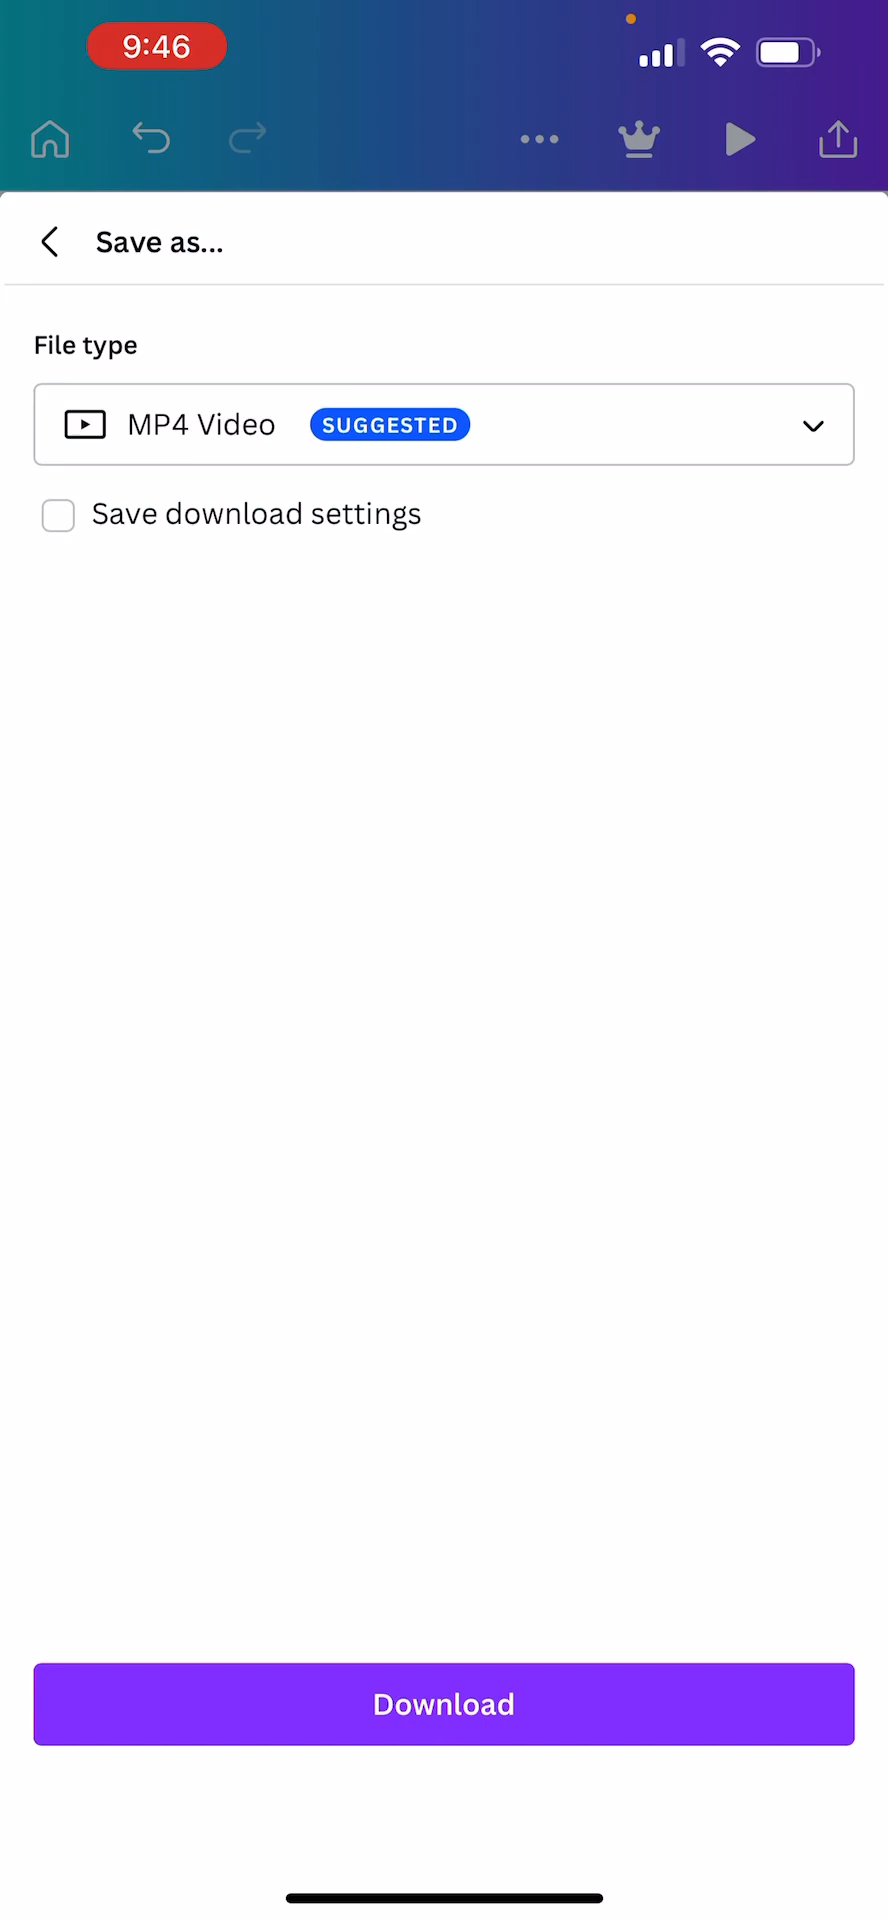 9:46
Save as...
File type
MP4 Video SUGGESTED
Save download settings
Download